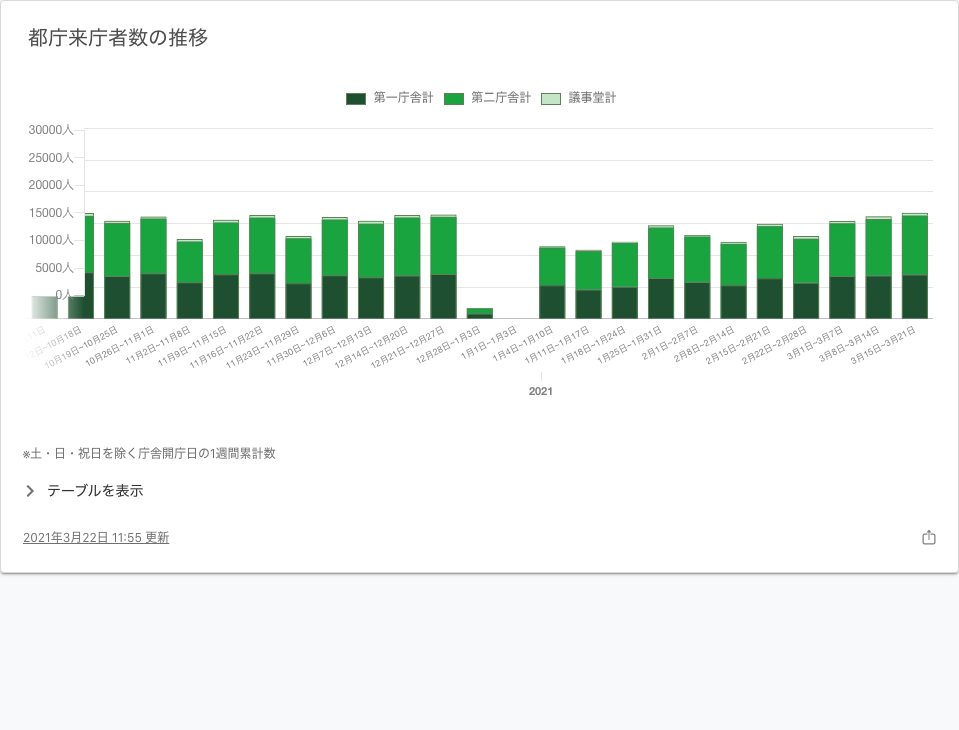 都庁来庁者数の推移
第一庁舎計 第二庁舎計 議事堂計
30000人
25000人
20000人
15000人
10000人
5000人
0人
10月19日~10月25日
10月26日~11月1日
11月2日~11月8日
11月9日~11月15日
11月16日~11月22日
11月23日~11月29日
11月30日~12月6日
12月7日~12月13日
12月14日~12月20日
12月21日~12月27日
12月28日~1月3日
1月1日~1月3日
1月4日~1月10日
1月11日~1月17日
1月18日~1月24日
1月25日~1月31日
2月1日~2月7日
2月8日~2月14日
2月15日~2月21日
2月22日~2月28日
3月1日~3月7日
3月8日~3月14日
3月15日~3月21日
2021
※土・日・祝日を除く庁舎開庁日の1週間累計数
テーブルを表示
2021年3月22日 11:55 更新